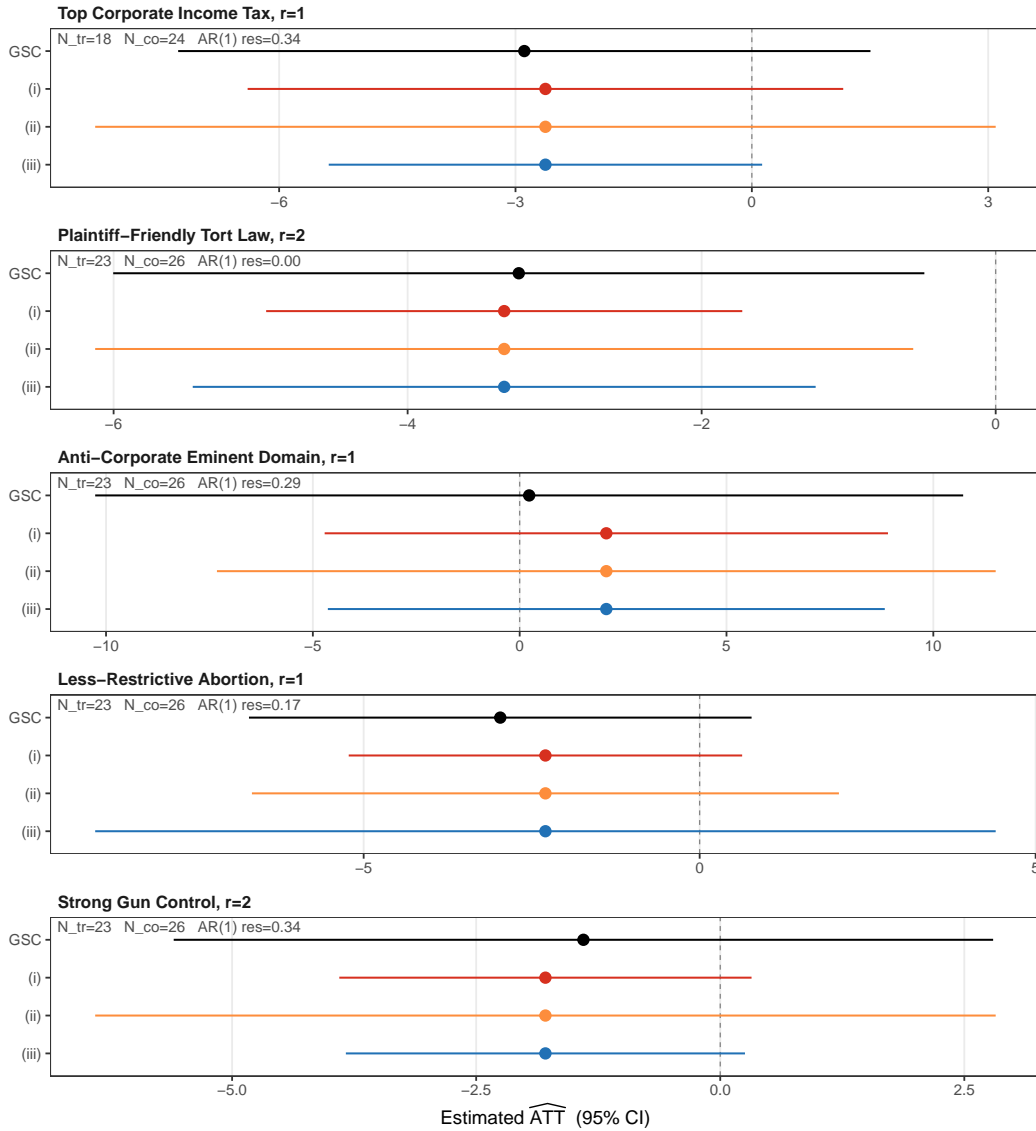 Top Corporate Income Tax, r=1
N_tr=18 N_co=24 AR(1) res=0.34
GSC
(i)
(ii)
(iii)
−6 −3 0 3
Plaintiff−Friendly Tort Law, r=2
N_tr=23 N_co=26 AR(1) res=0.00
GSC
(i)
(ii)
(iii)
−6 −4 −2 0
Anti−Corporate Eminent Domain, r=1
N_tr=23 N_co=26 AR(1) res=0.29
GSC
(i)
(ii)
(iii)
−10 −5 0 5 10
Less−Restrictive Abortion, r=1
N_tr=23 N_co=26 AR(1) res=0.17
GSC
(i)
(ii)
(iii)
−5 0 5
Strong Gun Control, r=2
N_tr=23 N_co=26 AR(1) res=0.34
GSC
(i)
(ii)
(iii)
−5.0 −2.5 0.0 2.5
Estimated \widehat{ATT} (95% CI)